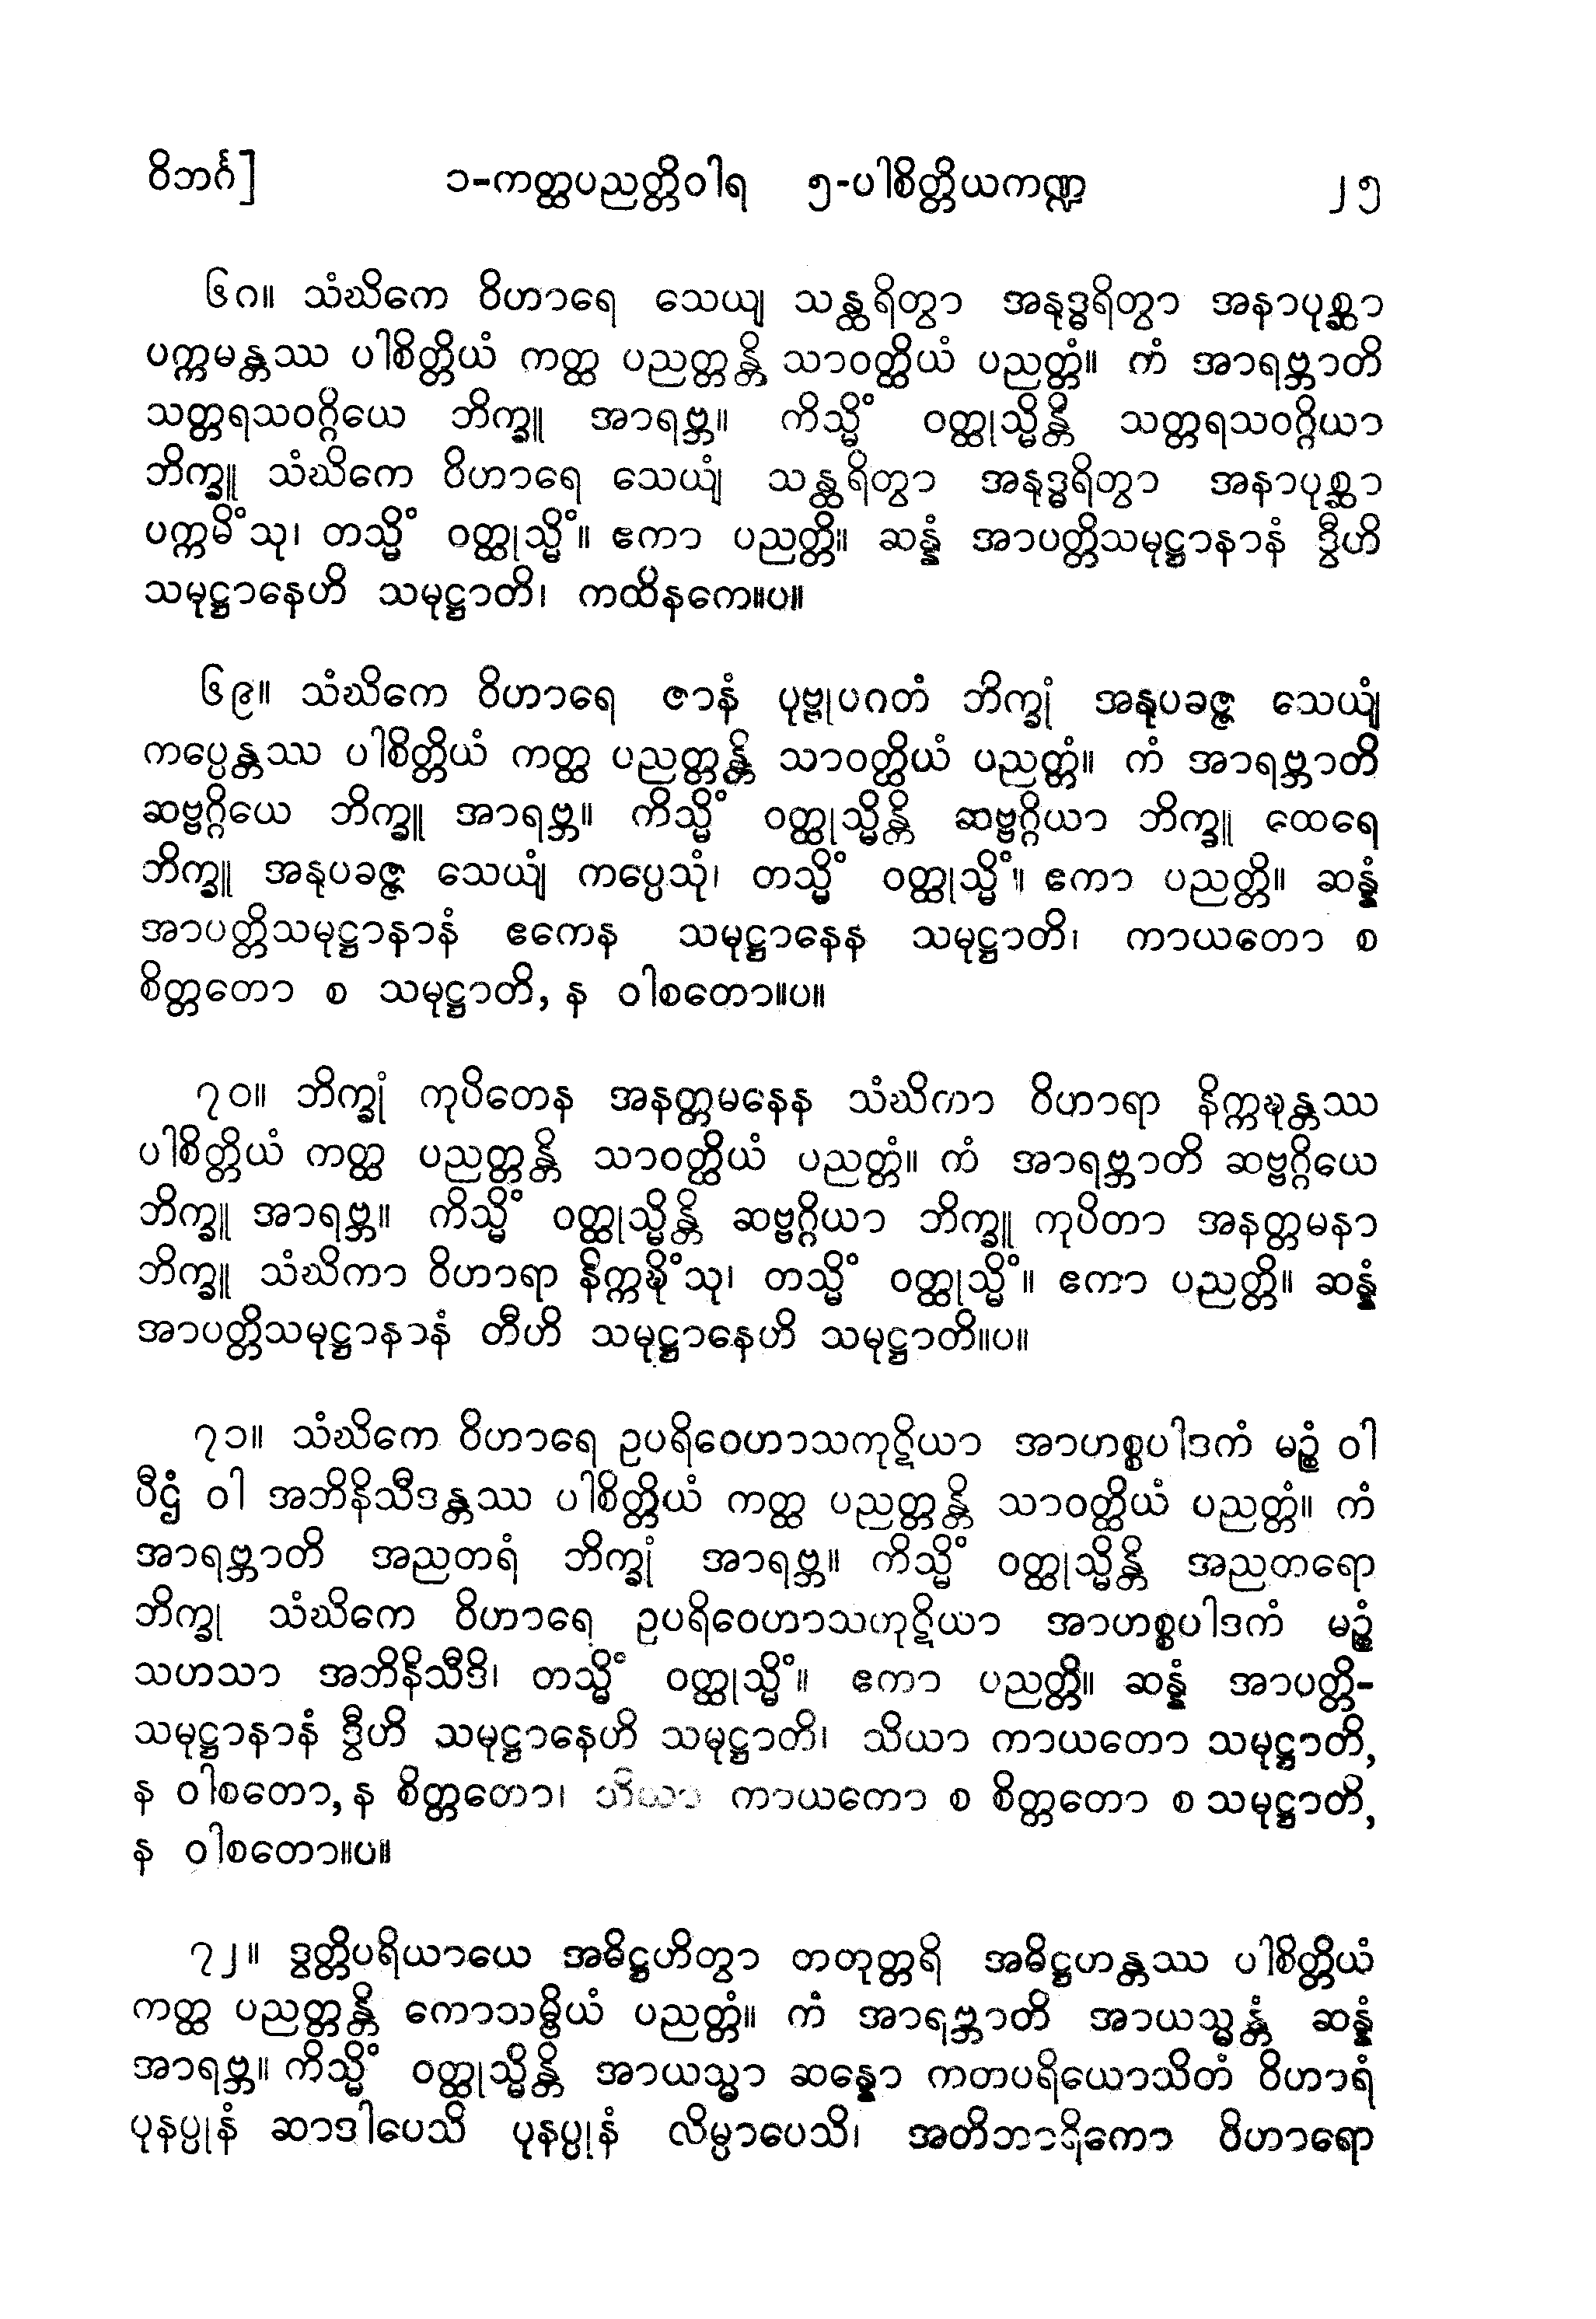 ဝိဘင်္ဂ]	၁-ကတ္ထပညတ္တိဝါရ ၅-ပါစိတ္တိယကဏ္ဍ	၂၅
၆ဂ။ သံဃိကေ ဝိဟာရေ သေယျ သန္ထရိတွာ အနုဒ္ဓရိတွာ အနာပုစ္ဆာ
ပက္ကမန္တဿ ပါစိတ္တိယံ ကတ္ထ ပညတ္တန္တိ သာဝတ္ထိယံ ပညတ္တံ။ ကံ အာရဗ္ဘာတိ
သတ္တရသဝဂ္ဂိယေ ဘိက္ခူ အာရဗ္ဘ။ ကိသ္မိံ ဝတ္ထုသ္မိန္တိ သတ္တရသဝဂ္ဂိယာ
ဘိက္ခူ သံဃိကေ ဝိဟာရေ သေယျံ သန္ထရိတွာ အနုဒ္ဓရိတွာ အနာပုစ္ဆာ
ပက္ကမိံသု၊ တသ္မိံ ဝတ္ထုသ္မိံ။ ဧကာ ပညတ္တိ။ ဆန္နံ အာပတ္တိသမုဋ္ဌာနာနံ ဒွီဟိ
သမုဋ္ဌာနေဟိ သမုဋ္ဌာတိ၊ ကထိနကေ။ပ။
၆၉။ သံဃိကေ ဝိဟာရေ ဇာနံ ပုဗ္ဗုပဂတံ ဘိက္ခုံ အနုပခဇ္ဇ သေယျံ
ကပ္ပေန္တဿ ပါစိတ္တိယံ ကတ္ထ ပညတ္တန္တိ သာဝတ္ထိယံ ပညတ္တံ။ ကံ အာရဗ္ဘာတိ
ဆဗ္ဗဂ္ဂိယေ ဘိက္ခူ အာရဗ္ဘ။ ကိသ္မိံ ဝတ္ထုသ္မိန္တိ ဆဗ္ဗဂ္ဂိယာ ဘိက္ခူ ထေရေ
ဘိက္ခူ အနုပခဇ္ဇ သေယျံ ကပ္ပေသုံ၊ တသ္မိံ ဝတ္ထုသ္မိံ။ ဧကာ ပညတ္တိ။ ဆန္နံ
အာပတ္တိသမုဋ္ဌာနာနံ ဧကေန သမုဋ္ဌာနေန သမုဋ္ဌာတိ၊ ကာယတော စ
စိတ္တတော စ သမုဋ္ဌာတိ, န ဝါစတော။ပ။
၇၀။ ဘိက္ခုံ ကုပိတေန အနတ္တမနေန သံဃိကာ ဝိဟာရာ နိက္ကဍ္ဎန္တဿ
ပါစိတ္တိယံ ကတ္ထ ပညတ္တန္တိ သာဝတ္ထိယံ ပညတ္တံ။ ကံ အာရဗ္ဘာတိ ဆဗ္ဗဂ္ဂိယေ
ဘိက္ခူ အာရဗ္ဘ။ ကိသ္မိံ ဝတ္ထုသ္မိန္တိ ဆဗ္ဗဂ္ဂိယာ ဘိက္ခူ ကုပိတာ အနတ္တမနာ
ဘိက္ခူ သံဃိကာ ဝိဟာရာ နိက္ကဍ္ဎိံသု၊ တသ္မိံ ဝတ္ထုသ္မိံ။ ဧကာ ပညတ္တိ။ ဆန္နံ
အာပတ္တိသမုဋ္ဌာနာနံ တီဟိ သမုဋ္ဌာနေဟိ သမုဋ္ဌာတိ။ပ။
၇၁။ သံဃိကေ ဝိဟာရေ ဥပရိဝေဟာသကုဋိယာ အာဟစ္စပါဒကံ မဉ္စံ ဝါ
ပီဌံ ဝါ အဘိနိသီဒန္တဿ ပါစိတ္တိယံ ကတ္ထ ပညတ္တန္တိ သာဝတ္ထိယံ ပညတ္တံ။ ကံ
အာရဗ္ဘာတိ အညတရံ ဘိက္ခုံ အာရဗ္ဘ။ ကိသ္မိံ ဝတ္ထုသ္မိန္တိ အညတရော
ဘိက္ခု သံဃိကေ ဝိဟာရေ ဥပရိဝေဟာသကုဋိယာ အာဟစ္စပါဒကံ မဉ္စံ
သဟသာ အဘိနိသီဒိ၊ တသ္မိံ ဝတ္ထုသ္မိံ။ ဧကာ ပညတ္တိ။ ဆန္နံ အာပတ္တိ-
သမုဋ္ဌာနာနံ ဒွီဟိ သမုဋ္ဌာနေဟိ သမုဋ္ဌာတိ၊ သိယာ ကာယတော သမုဋ္ဌာတိ,
န ဝါစတော, န စိတ္တတော၊ သိယာ ကာယကော စ စိတ္တတော စ သမုဋ္ဌာတိ,
န ဝါစတော။ပ။
၇၂။ ဒွတ္တိပရိယာယေ အဓိဋ္ဌဟိတွာ တတုတ္တရိ အဓိဋ္ဌဟန္တဿ ပါစိတ္တိယံ
ကတ္ထ ပညတ္တန္တိ ကောသမ္ဗိယံ ပညတ္တံ။ ကံ အာရဗ္ဘာတိ အာယသ္မန္တံ ဆန္နံ
အာရဗ္ဘ။ ကိသ္မိံ ဝတ္ထုသ္မိန္တိ အာယသ္မာ ဆန္နော ကတပရိယောသိတံ ဝိဟာရံ
ပုနပ္ပုနံ ဆာဒါပေသိ ပုနပ္ပုနံ လိမ္ပာပေသိ၊ အတိဘာရိကော ဝိဟာရော